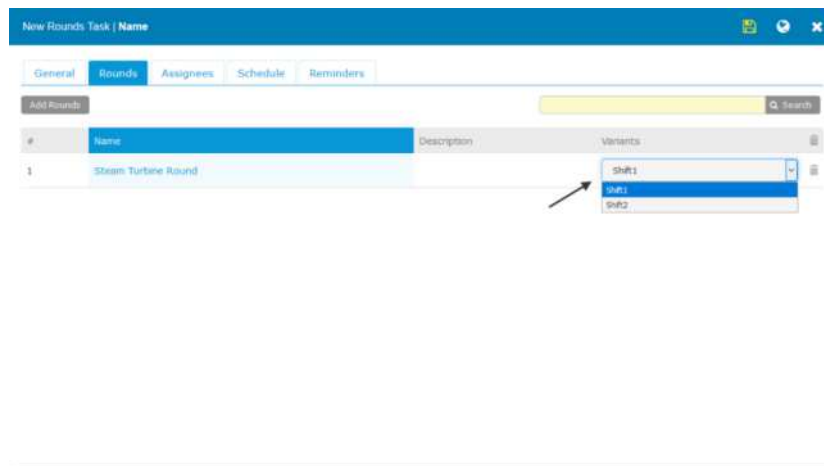 New Rounds Task | Name
General Rounds Assignees Schedule Reminders
Add Rounds Search
# Name Description Variants
1 Steam Turbine Round Shift1
Shift1
Shift2